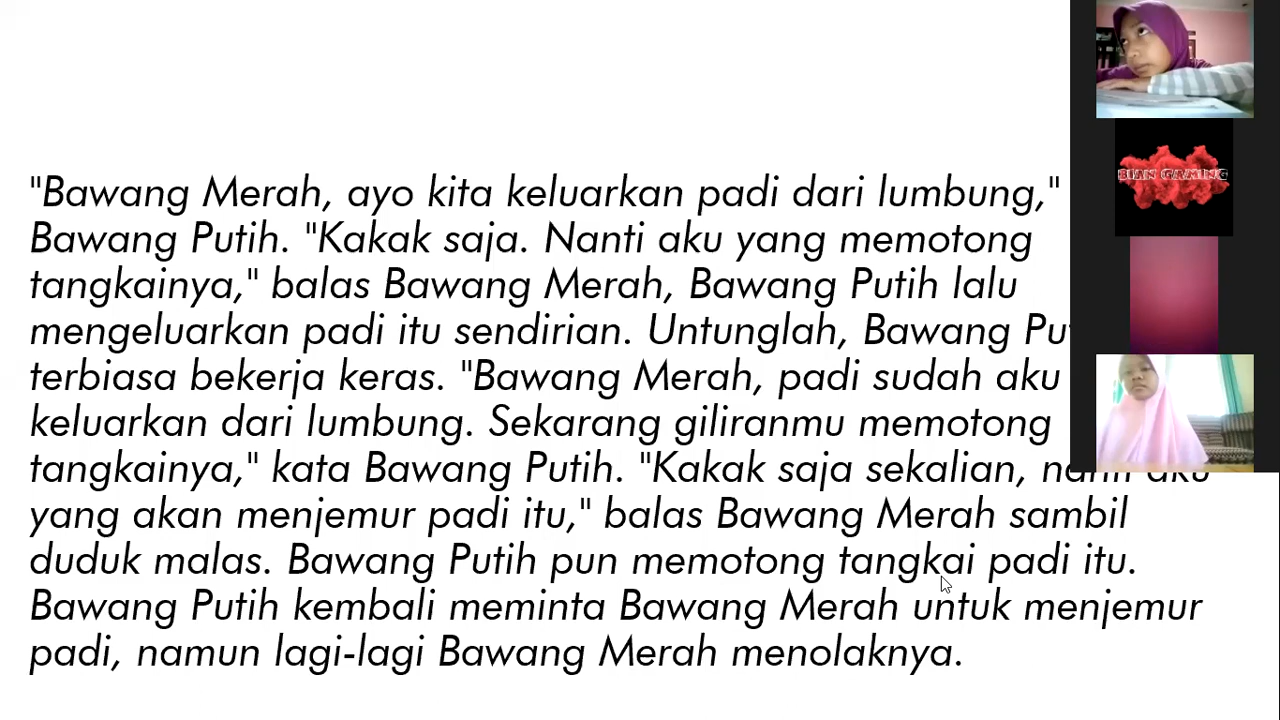 "Bawang Merah, ayo kita keluarkan padi dari lumbung,"
Bawang Putih. "Kakak saja. Nanti aku yang memotong
tangkainya," balas Bawang Merah, Bawang Putih lalu
mengeluarkan padi itu sendirian. Untunglah, Bawang
terbiasa bekerja keras. "Bawang Merah, padi sudah aku
keluarkan dari lumbung. Sekarang giliranmu memotong
tangkainya," kata Bawang Putih. "Kakak saja sekalian, nanti aku
yang akan menjemur padi itu," balas Bawang Merah sambil
duduk malas. Bawang Putih pun memotong tangkai padi itu.
Bawang Putih kembali meminta Bawang Merah untuk menjemur
padi, namun lagi-lagi Bawang Merah menolaknya.
GAMING